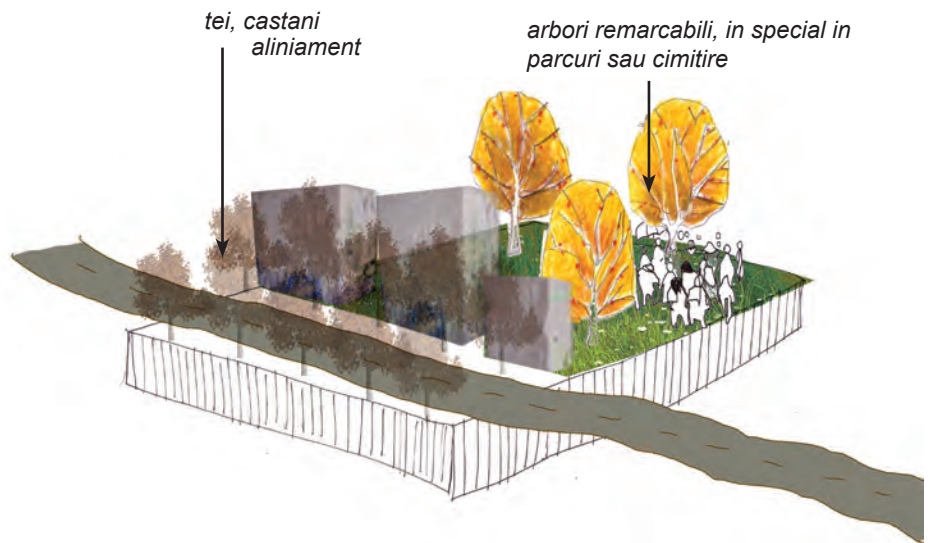 tei, castani
aliniament
arbori remarcabili, in special in
parcuri sau cimitire